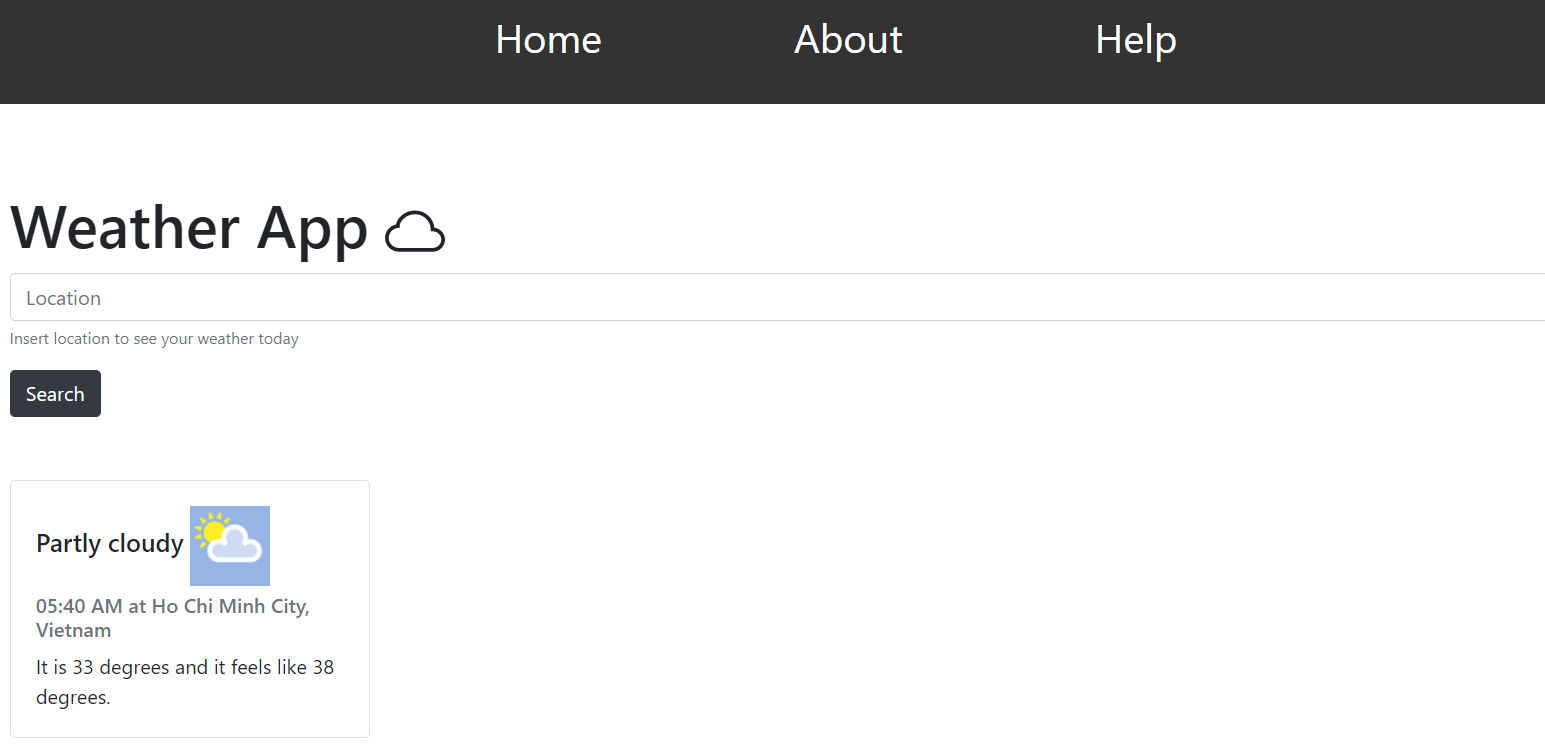 Home About Help
Weather App
Location
Insert location to see your weather today
Search
Partly cloudy
05:40 AM at Ho Chi Minh City,
Vietnam
It is 33 degrees and it feels like 38
degrees.